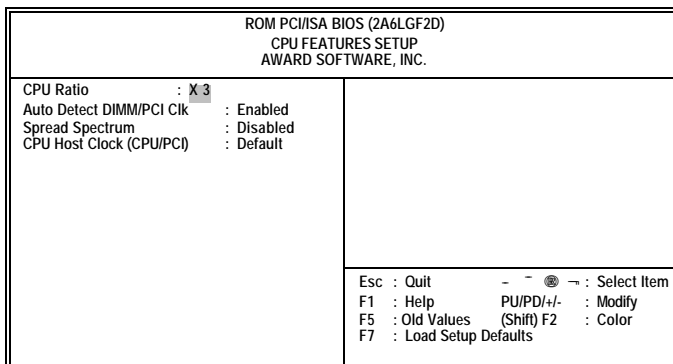 ROM PCI/ISA BIOS (2A6LGF2D)
CPU FEATURES SETUP
AWARD SOFTWARE, INC.
CPU Ratio : X 3
Auto Detect DIMM/PCI Clk : Enabled
Spread Spectrum : Disabled
CPU Host Clock (CPU/PCI) : Default
Esc : Quit : Select Item
F1 : Help PU/PD/+/- : Modify
F5 : Old Values (Shift) F2 : Color
F7 : Load Setup Defaults